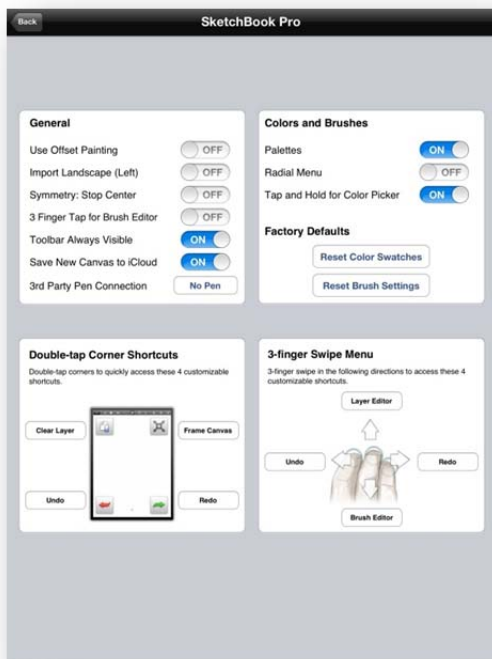 Back
SketchBook Pro
General
Use Offset Painting OFF
Import Landscape (Left) OFF
Symmetry: Stop Center OFF
3 Finger Tap for Brush Editor OFF
Toolbar Always Visible ON
Save New Canvas to iCloud ON
3rd Party Pen Connection No Pen
Colors and Brushes
Palettes ON
Radial Menu OFF
Tap and Hold for Color Picker ON
Factory Defaults
Reset Color Swatches
Reset Brush Settings
Double-tap Corner Shortcuts
Double-tap corners to quickly access these 4 customizable
shortcuts.
Clear Layer
Frame Canvas
Undo
Redo
3-finger Swipe Menu
3-finger swipe in the following directions to access these 4
customizable shortcuts.
Layer Editor
Undo
Redo
Brush Editor